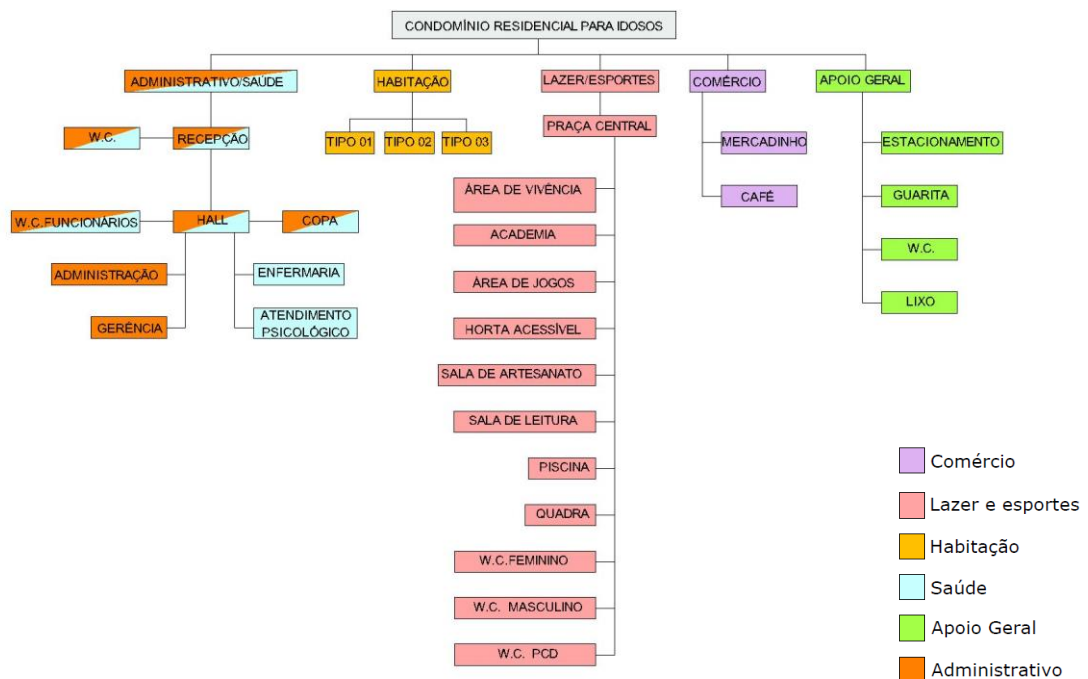 CONDOMÍNIO RESIDENCIAL PARA IDOSOS
ADMINISTRATIVO/SAÚDE
HABITAÇÃO
LAZER/ESPORTES
COMÉRCIO
APOIO GERAL
W.C.
RECEPÇÃO
W.C.FUNCIONÁRIOS
HALL
COPA
ADMINISTRAÇÃO
ENFERMARIA
GERÊNCIA
ATENDIMENTO
PSICOLÓGICO
TIPO 01
TIPO 02
TIPO 03
PRAÇA CENTRAL
ÁREA DE VIVÊNCIA
ACADEMIA
ÁREA DE JOGOS
HORTA ACESSÍVEL
SALA DE ARTESANATO
SALA DE LEITURA
PISCINA
QUADRA
W.C.FEMININO
W.C. MASCULINO
W.C. PCD
MERCADINHO
CAFÉ
ESTACIONAMENTO
GUARITA
W.C.
LIXO
Comércio
Lazer e esportes
Habitação
Saúde
Apoio Geral
Administrativo